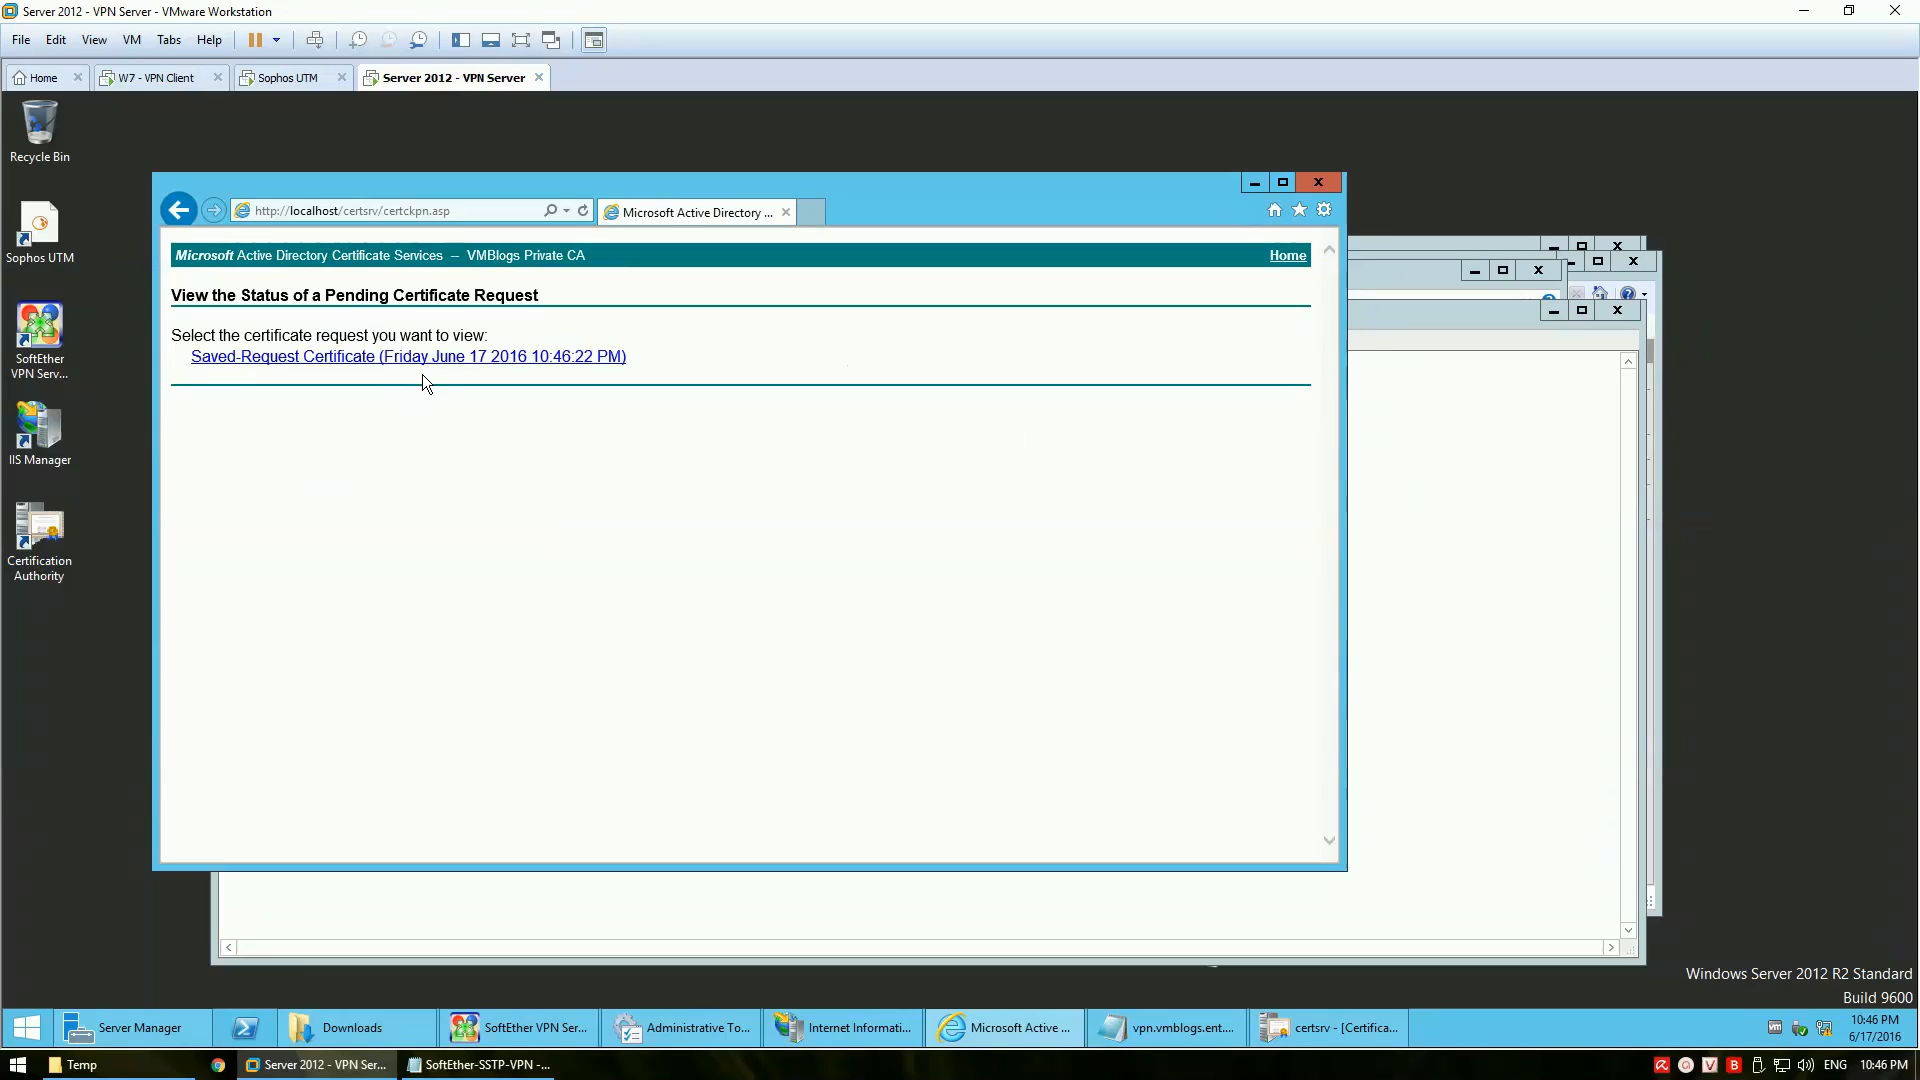 Server 2012 - VPN Server - VMware Workstation
File Edit View VM Tabs Help
Home W7 - VPN Client Sophos UTM Server 2012 - VPN Server
Recycle Bin
Sophos UTM
SoftEther
VPN Serv...
IIS Manager
Certification
Authority
http://localhost/certsrv/certckpn.asp
Microsoft Active Directory ...
Microsoft Active Directory Certificate Services -- VMBlogs Private CA
Home
View the Status of a Pending Certificate Request
Select the certificate request you want to view:
Saved-Request Certificate (Friday June 17 2016 10:46:22 PM)
Windows Server 2012 R2 Standard
Build 9600
Server Manager
Downloads
SoftEther VPN Ser...
Administrative To...
Internet Informati...
Microsoft Active ...
vpn.vmblogs.ent...
certsrv - [Certifica...
10:46 PM
6/17/2016
Temp
Server 2012 - VPN Ser...
SoftEther-SSTP-VPN -...
ENG
10:46 PM